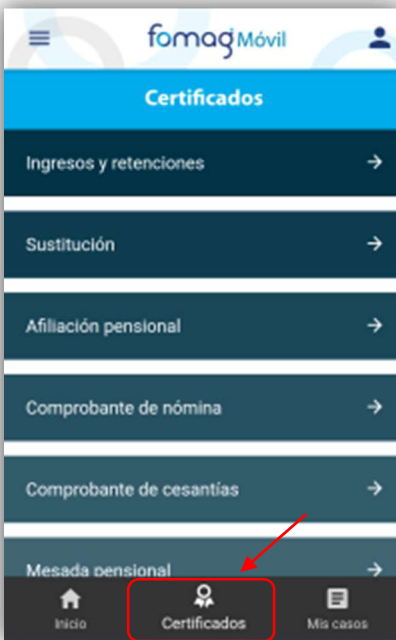 fomag Móvil
Certificados
Ingresos y retenciones
Sustitución
Afiliación pensional
Comprobante de nómina
Comprobante de cesantías
Mesada pensional
Inicio
Certificados
Mis casos